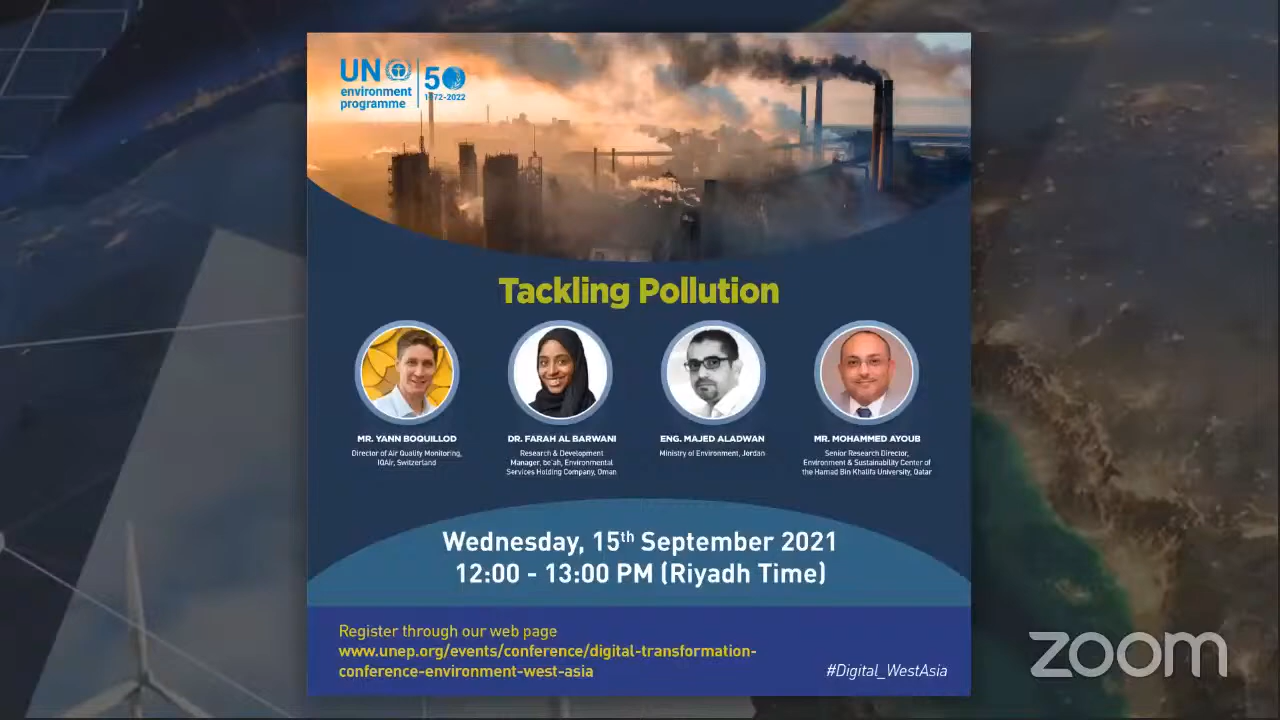 UN
environment
programme
50
1972-2022
Tackling Pollution
MR. YANN BOQUILLOD
Director of Air Quality Monitoring,
IQAir, Switzerland
DR. FARAH AL BARWANI
Research & Development
Manager, be'ah, Environmental
Services Holding Company, Oman
ENG. MAJED ALADWAN
Ministry of Environment, Jordan
MR. MOHAMMED AYOUB
Senior Research Director,
Environment & Sustainability Center of
the Hamad Bin Khalifa University, Qatar
Wednesday, 15th September 2021
12:00 - 13:00 PM (Riyadh Time)
Register through our web page
www.unep.org/events/conference/digital-transformation-
conference-environment-west-asia
#Digital_WestAsia
zoom